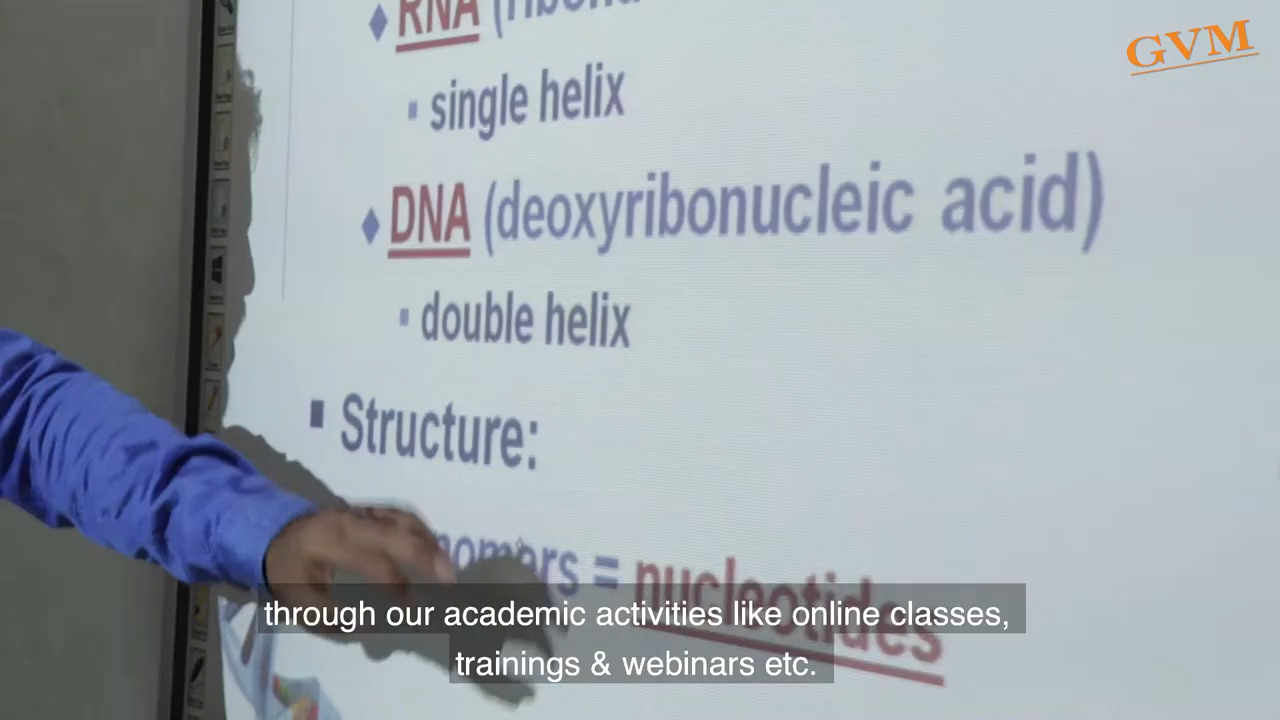 GVM
RNA
single helix
DNA (deoxyribonucleic acid)
double helix
Structure:
= nucleotides
through our academic activities like online classes,
trainings & webinars etc.